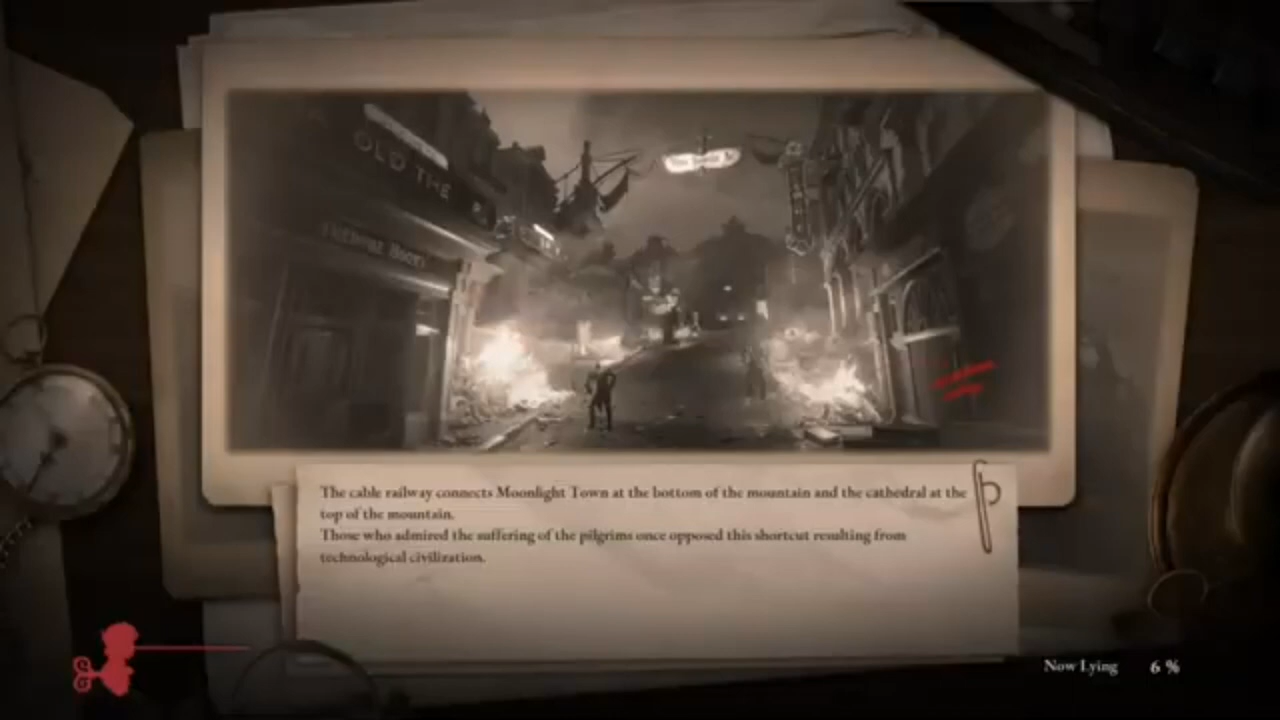 OLD THE
The cable railway connects Moonlight Town at the bottom of the mountain and the cathedral at the
top of the mountain.
Those who admired the suffering of the pilgrims once opposed this shortcut resulting from
technological civilization.
Now Lying 6 %